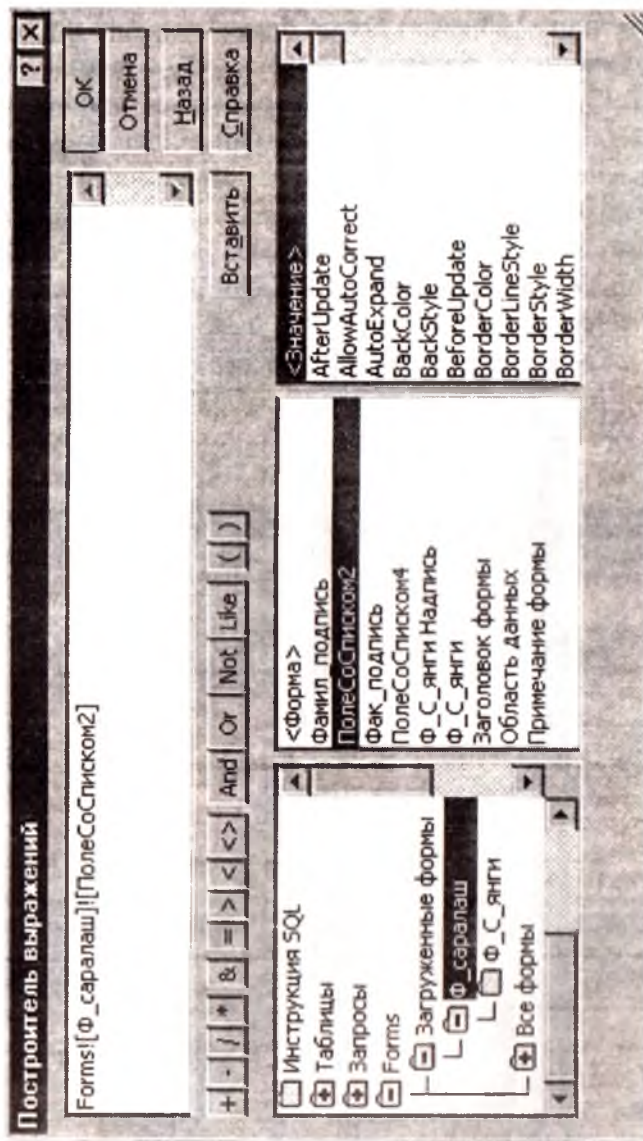 Построитель выражений
? ×
Forms![Ф_саралаш]![ПолеСоСписком2]
OK
Отмена
Назад
Справка
Вставить
+ - / * & = > < <> And Or Not Like ( )
Инструкция SQL
Таблицы
Запросы
Forms
Загруженные формы
Ф_саралаш
Ф_С_янги
Все формы
<Форма>
Фамил_подпись
ПолеСоСписком2
Фак_подпись
ПолеСоСписком4
Ф_С_янги Надпись
Ф_С_янги
Заголовок формы
Область данных
Примечание формы
<Значение>
AfterUpdate
AllowAutoCorrect
AutoExpand
BackColor
BackStyle
BeforeUpdate
BorderColor
BorderLineStyle
BorderStyle
BorderWidth